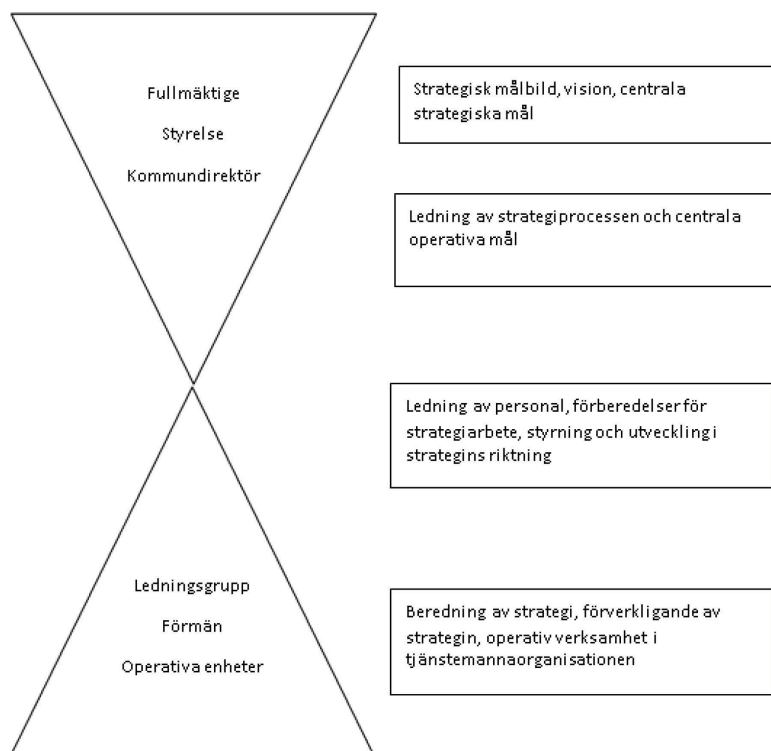 Fullmäktige
Styrelse
Kommundirektör
Strategisk målbild, vision, centrala
strategiska mål
Ledning av strategiprocessen och centrala
operativa mål
Ledning av personal, förberedelser för
strategiarbete, styrning och utveckling i
strategins riktning
Ledningsgrupp
Förmän
Operativa enheter
Beredning av strategi, förverkligande av
strategin, operativ verksamhet i
tjänstemannaorganisationen